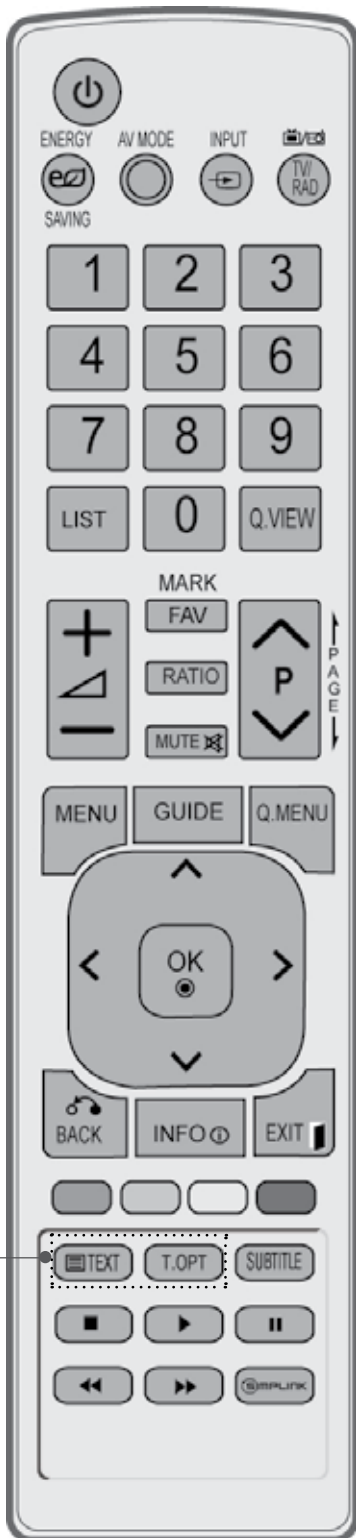 ENERGY AV MODE INPUT
TV/
RAD
SAVING
1 2 3
4 5 6
7 8 9
LIST 0 Q.VIEW
MARK
FAV
RATIO
P
PAGE
MUTE
MENU GUIDE Q.MENU
OK
BACK INFO EXIT
TEXT T.OPT SUBTITLE
SIMPLINK